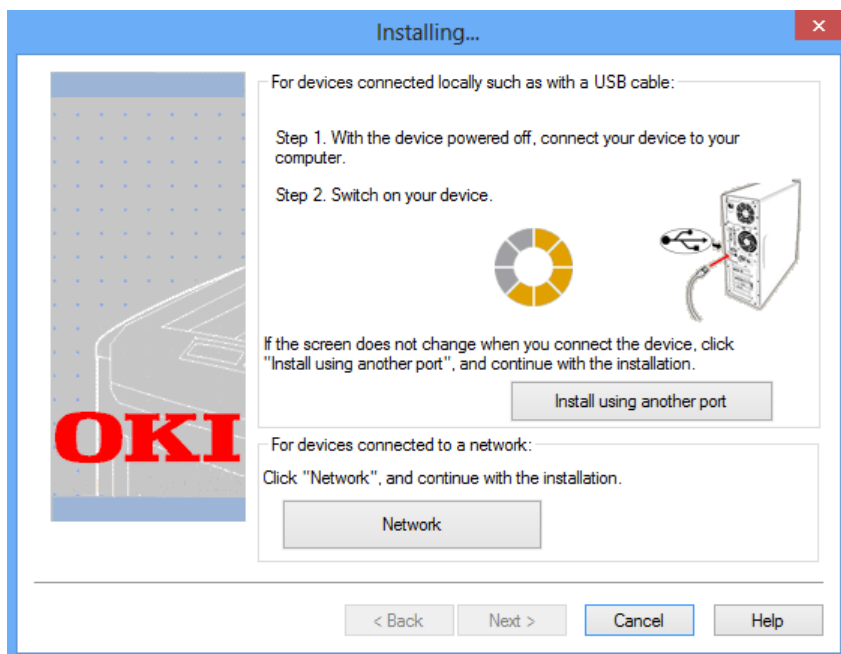 Installing...
For devices connected locally such as with a USB cable:
Step 1. With the device powered off, connect your device to your
computer.
Step 2. Switch on your device.
If the screen does not change when you connect the device, click
"Install using another port", and continue with the installation.
Install using another port
OKI
For devices connected to a network:
Click "Network", and continue with the installation.
Network
< Back
Next >
Cancel
Help